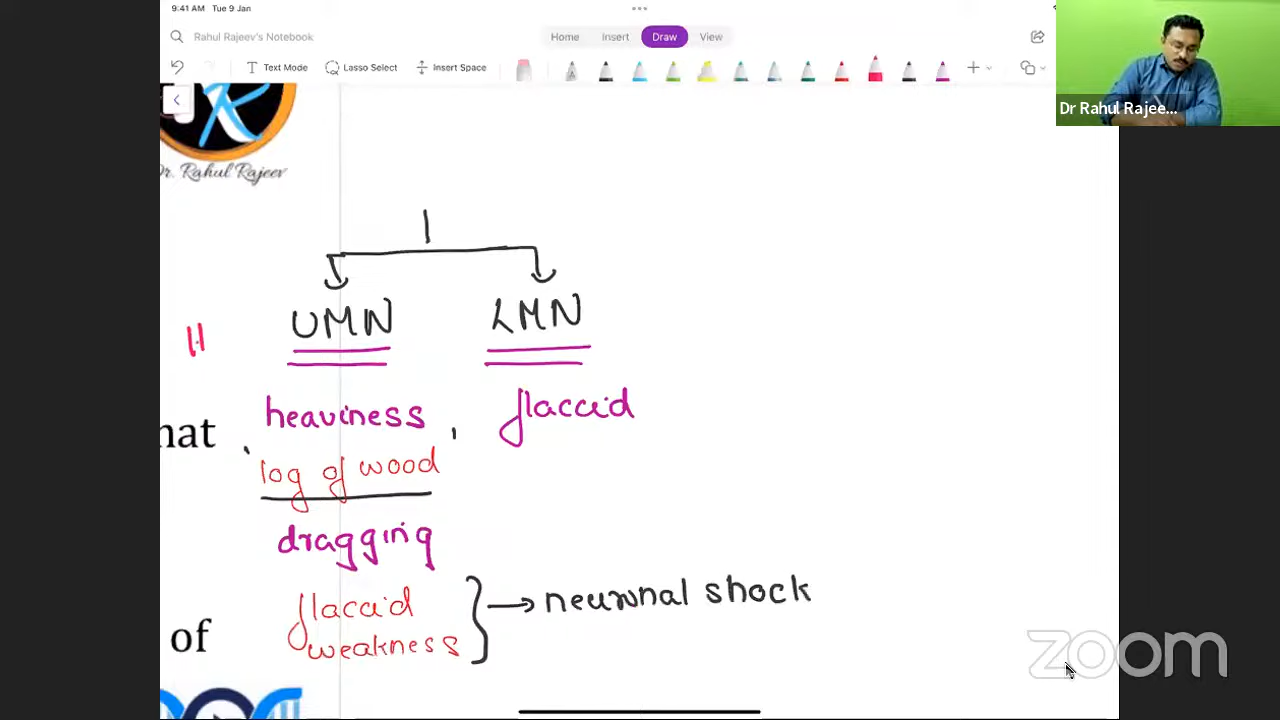 9:41 AM Tue 9 Jan
Rahul Rajeev's Notebook
Home Insert Draw View
Text Mode Lasso Select Insert Space
Dr Rahul Rajee...
Dr. Rahul Rajeev
UMN LMN
heaviness, flaccid
hat
log of wood
dragging
flaccid → neuronal shock
weakness
of
zoom